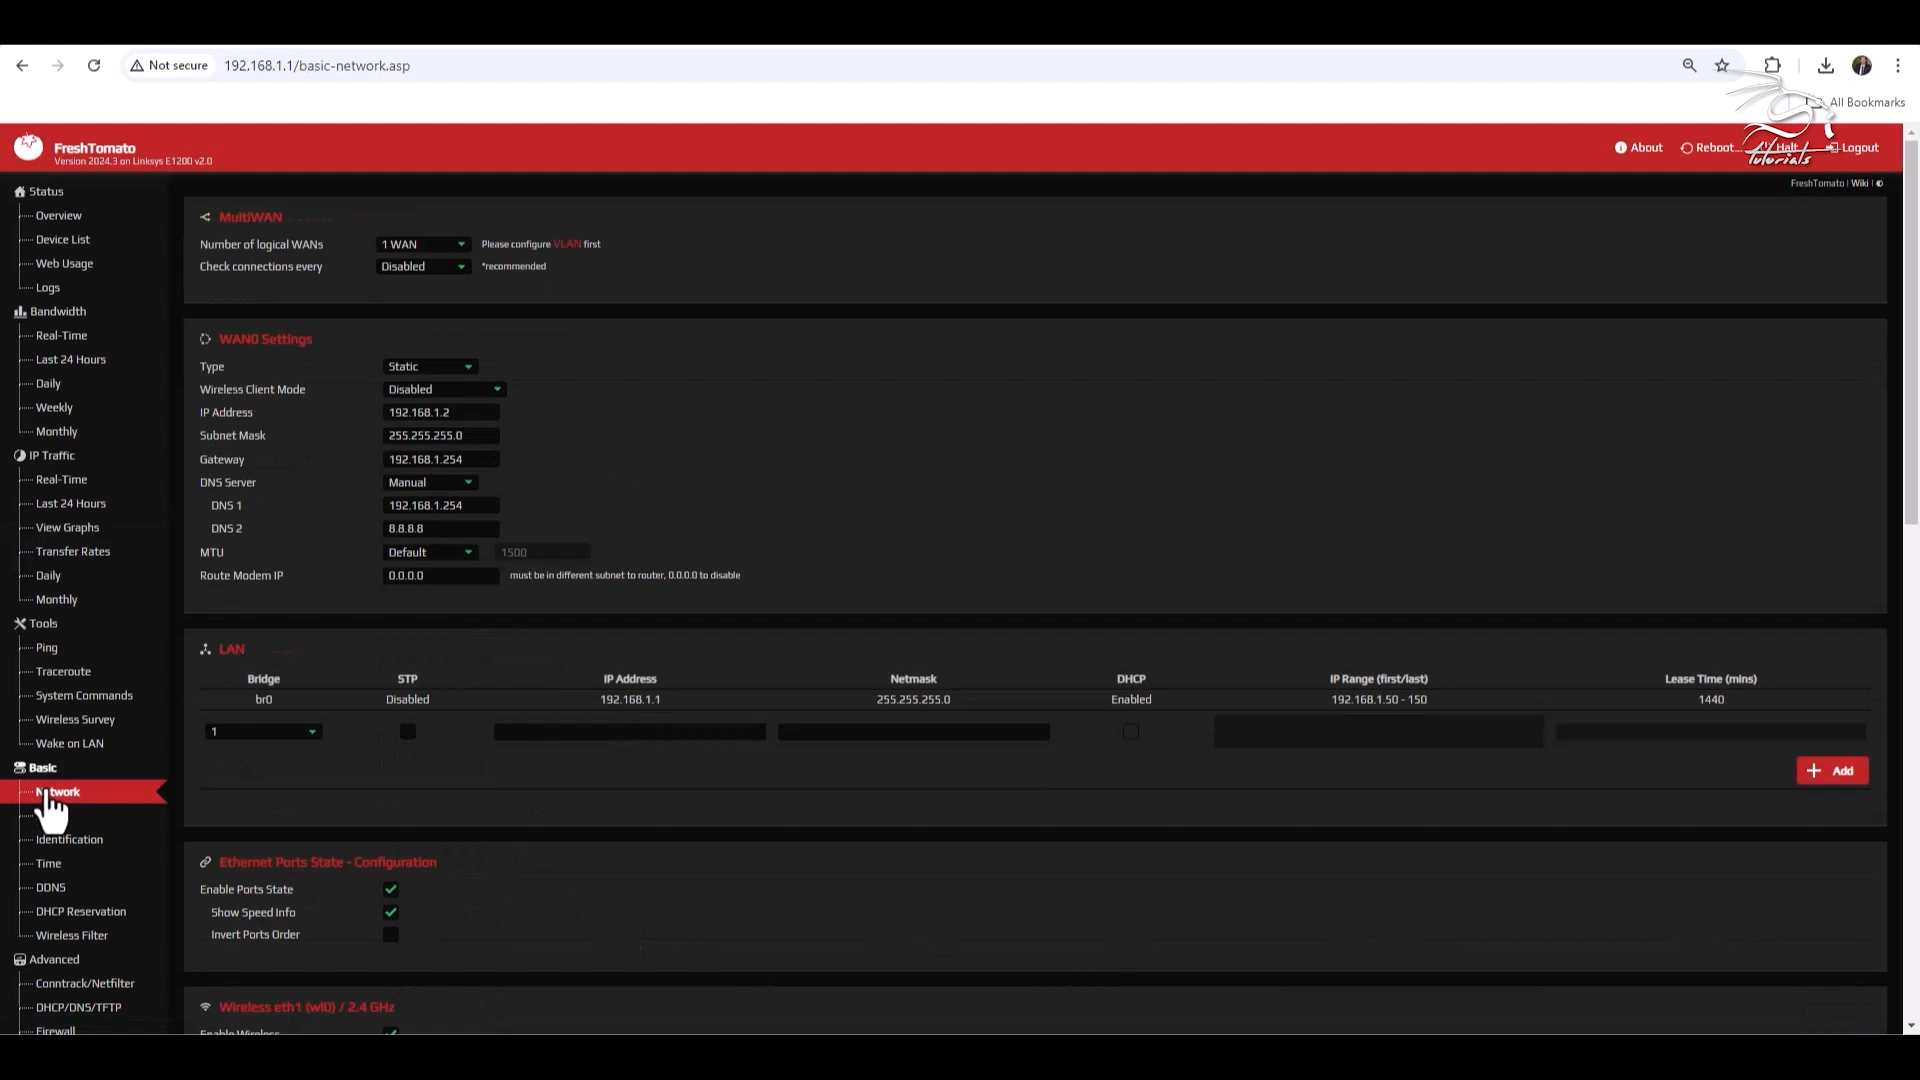 Not secure 192.168.1.1/basic-network.asp
All Bookmarks
FreshTomato
Version 2024.3 on Linksys E1200 v2.0
About Reboot... Halt Logout
Tutorials
FreshTomato | Wiki |
Status
Overview
Device List
Web Usage
Logs
Bandwidth
Real-Time
Last 24 Hours
Daily
Weekly
Monthly
IP Traffic
Real-Time
Last 24 Hours
View Graphs
Transfer Rates
Daily
Monthly
Tools
Ping
Traceroute
System Commands
Wireless Survey
Wake on LAN
Basic
Network
Identification
Time
DDNS
DHCP Reservation
Wireless Filter
Advanced
Conntrack/Netfilter
DHCP/DNS/TFTP
Firewall
MultiWAN
Number of logical WANs 1 WAN Please configure VLAN first
Check connections every Disabled *recommended
WAN0 Settings
Type Static
Wireless Client Mode Disabled
IP Address 192.168.1.2
Subnet Mask 255.255.255.0
Gateway 192.168.1.254
DNS Server Manual
DNS 1 192.168.1.254
DNS 2 8.8.8.8
MTU Default 1500
Route Modem IP 0.0.0.0 must be in different subnet to router, 0.0.0.0 to disable
LAN
Bridge STP IP Address Netmask DHCP IP Range (first/last) Lease Time (mins)
br0 Disabled 192.168.1.1 255.255.255.0 Enabled 192.168.1.50 - 150 1440
1
+ Add
Ethernet Ports State - Configuration
Enable Ports State
Show Speed Info
Invert Ports Order
Wireless eth1 (wl0) / 2.4 GHz
Enable Wireless